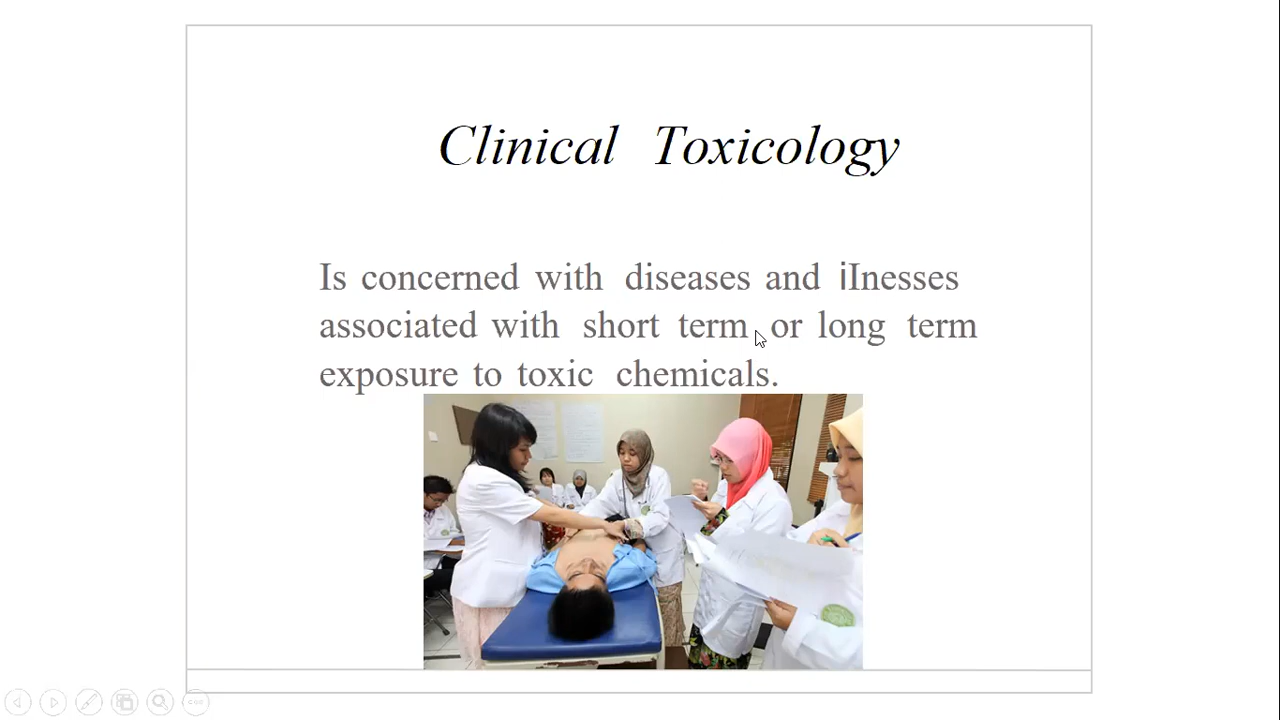 Clinical Toxicology
Is concerned with diseases and iInesses
associated with short term or long term
exposure to toxic chemicals.